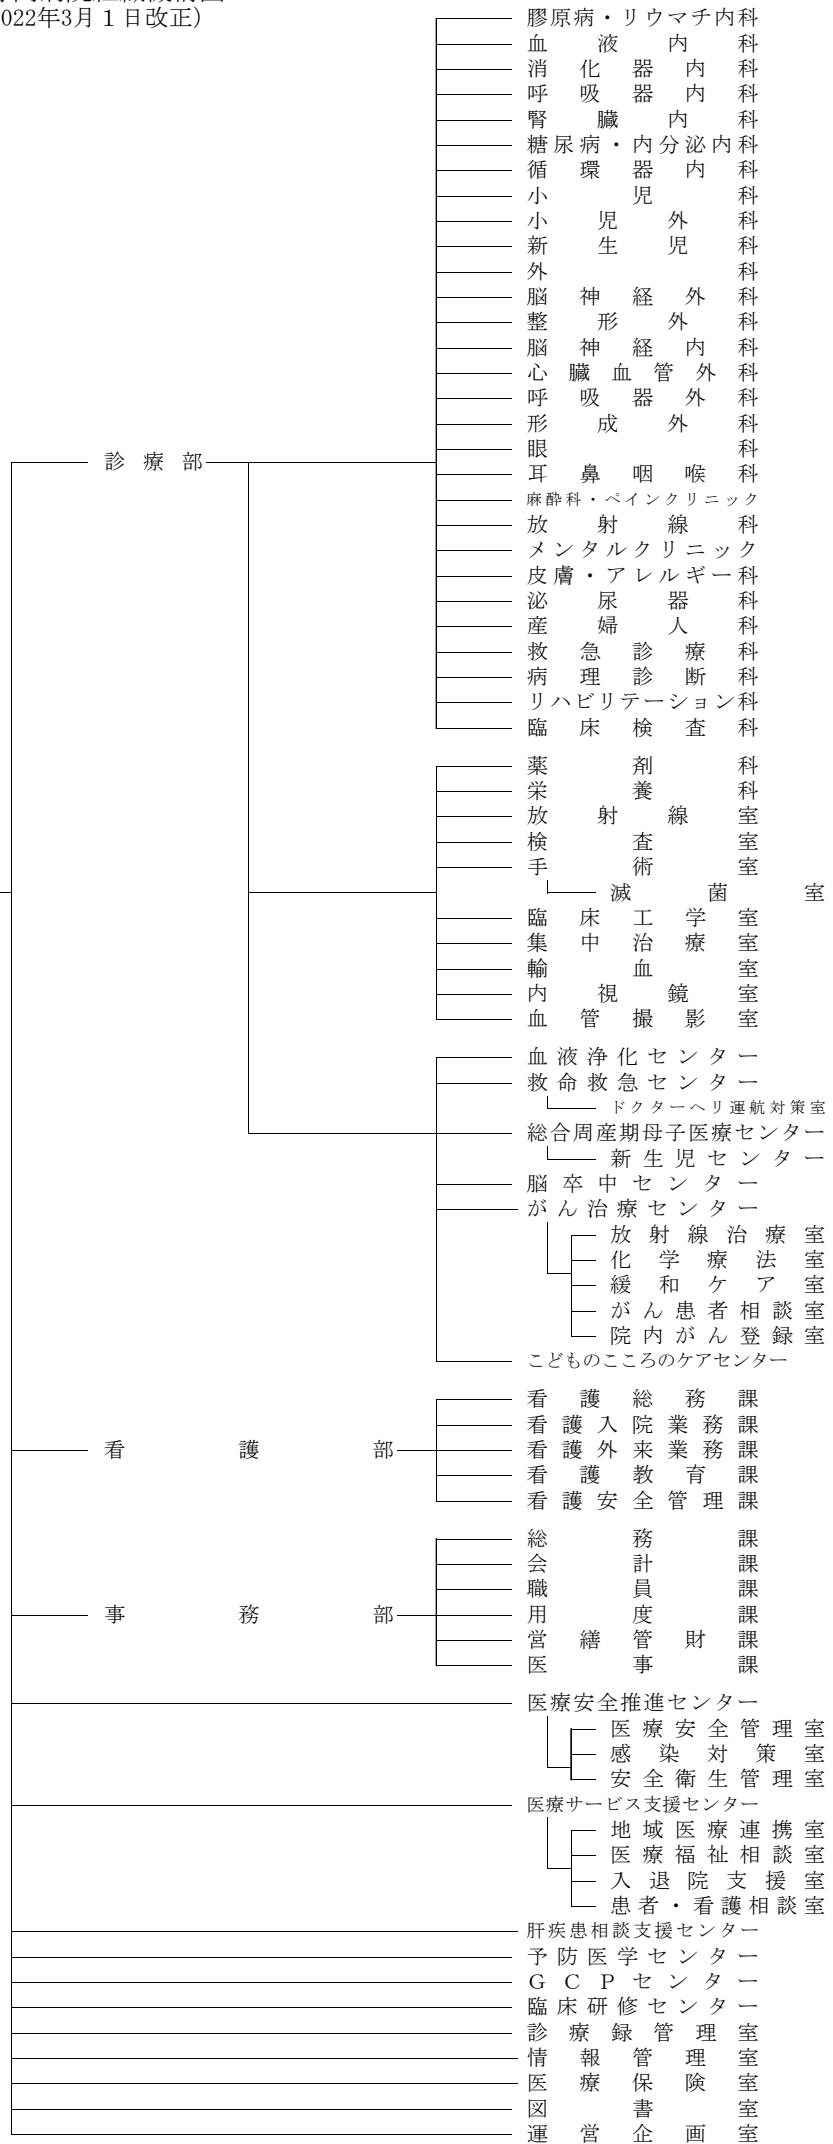 022年3月1日改正)
膠原病・リウマチ内科
血液内科
消化器内科
呼吸器内科
腎臓内科
糖尿病・内分泌内科
循環器内科
小児科
小児外科
新生児科
外科
脳神経外科
整形外科
脳神経内科
心臓血管外科
呼吸器外科
形成外科
眼科
診療部
耳鼻咽喉科
麻酔科・ペインクリニック
放射線科
メンタルクリニック
皮膚・アレルギー科
泌尿器科
産婦人科
救急診療科
病理診断科
リハビリテーション科
臨床検査科
薬剤科
栄養科
放射線室
検査室
手術室
滅菌室
臨床工学室
集中治療室
輸血室
内視鏡室
血管撮影室
血液浄化センター
救命救急センター
ドクターヘリ運航対策室
総合周産期母子医療センター
新生児センター
脳卒中センター
がん治療センター
放射線治療室
化学療法室
緩和ケア室
がん患者相談室
院内がん登録室
こどものこころのケアセンター
看護部
看護総務課
看護入院業務課
看護外来業務課
看護教育課
看護安全管理課
事務部
総務課
会計課
職員課
用度課
営繕管財課
医事課
医療安全推進センター
医療安全管理室
感染対策室
安全衛生管理室
医療サービス支援センター
地域医療連携室
医療福祉相談室
入退院支援室
患者・看護相談室
肝疾患相談支援センター
予防医学センター
GCPセンター
臨床研修センター
診療録管理室
情報管理室
医療保険室
図書室
運営企画室